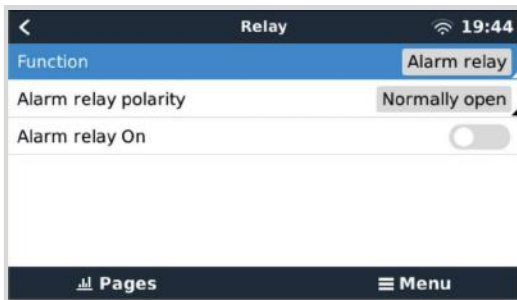 Relay 19:44
Function Alarm relay
Alarm relay polarity Normally open
Alarm relay On
Pages Menu